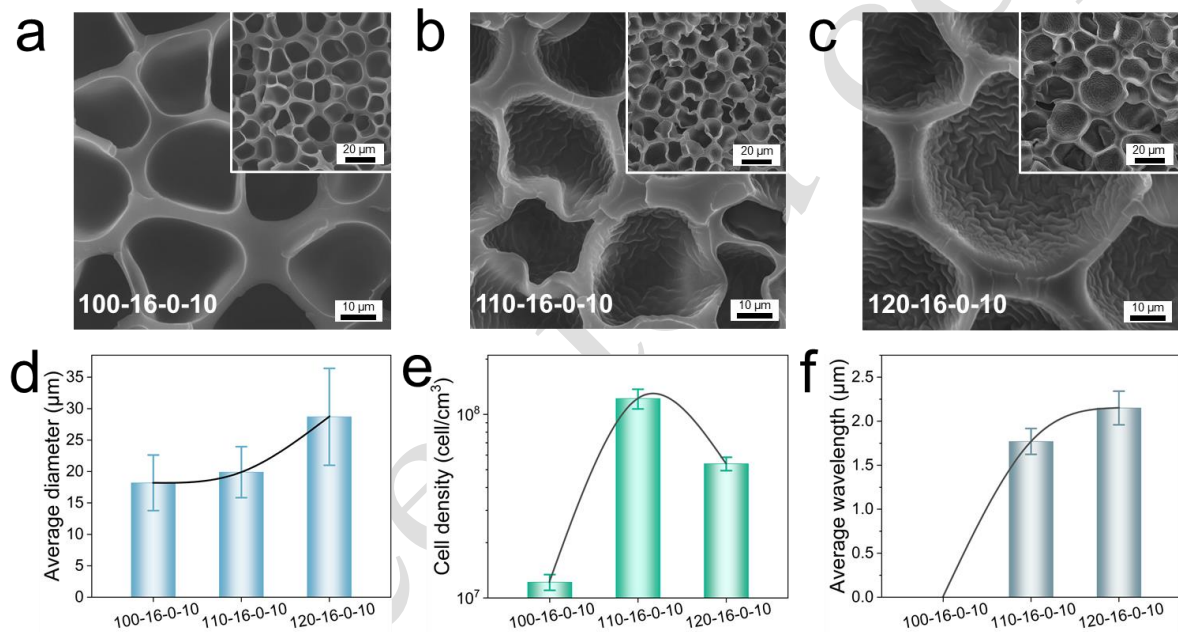 a
20 µm
100-16-0-10
10 µm
b
20 µm
110-16-0-10
10 µm
c
20 µm
120-16-0-10
10 µm
d
Average diameter (µm)
35
30
25
20
15
10
5
0
100-16-0-10
110-16-0-10
120-16-0-10
e
Cell density (cell/cm³)
10⁸
10⁷
100-16-0-10
110-16-0-10
120-16-0-10
f
Average wavelength (µm)
2.5
2.0
1.5
1.0
0.5
0.0
100-16-0-10
110-16-0-10
120-16-0-10